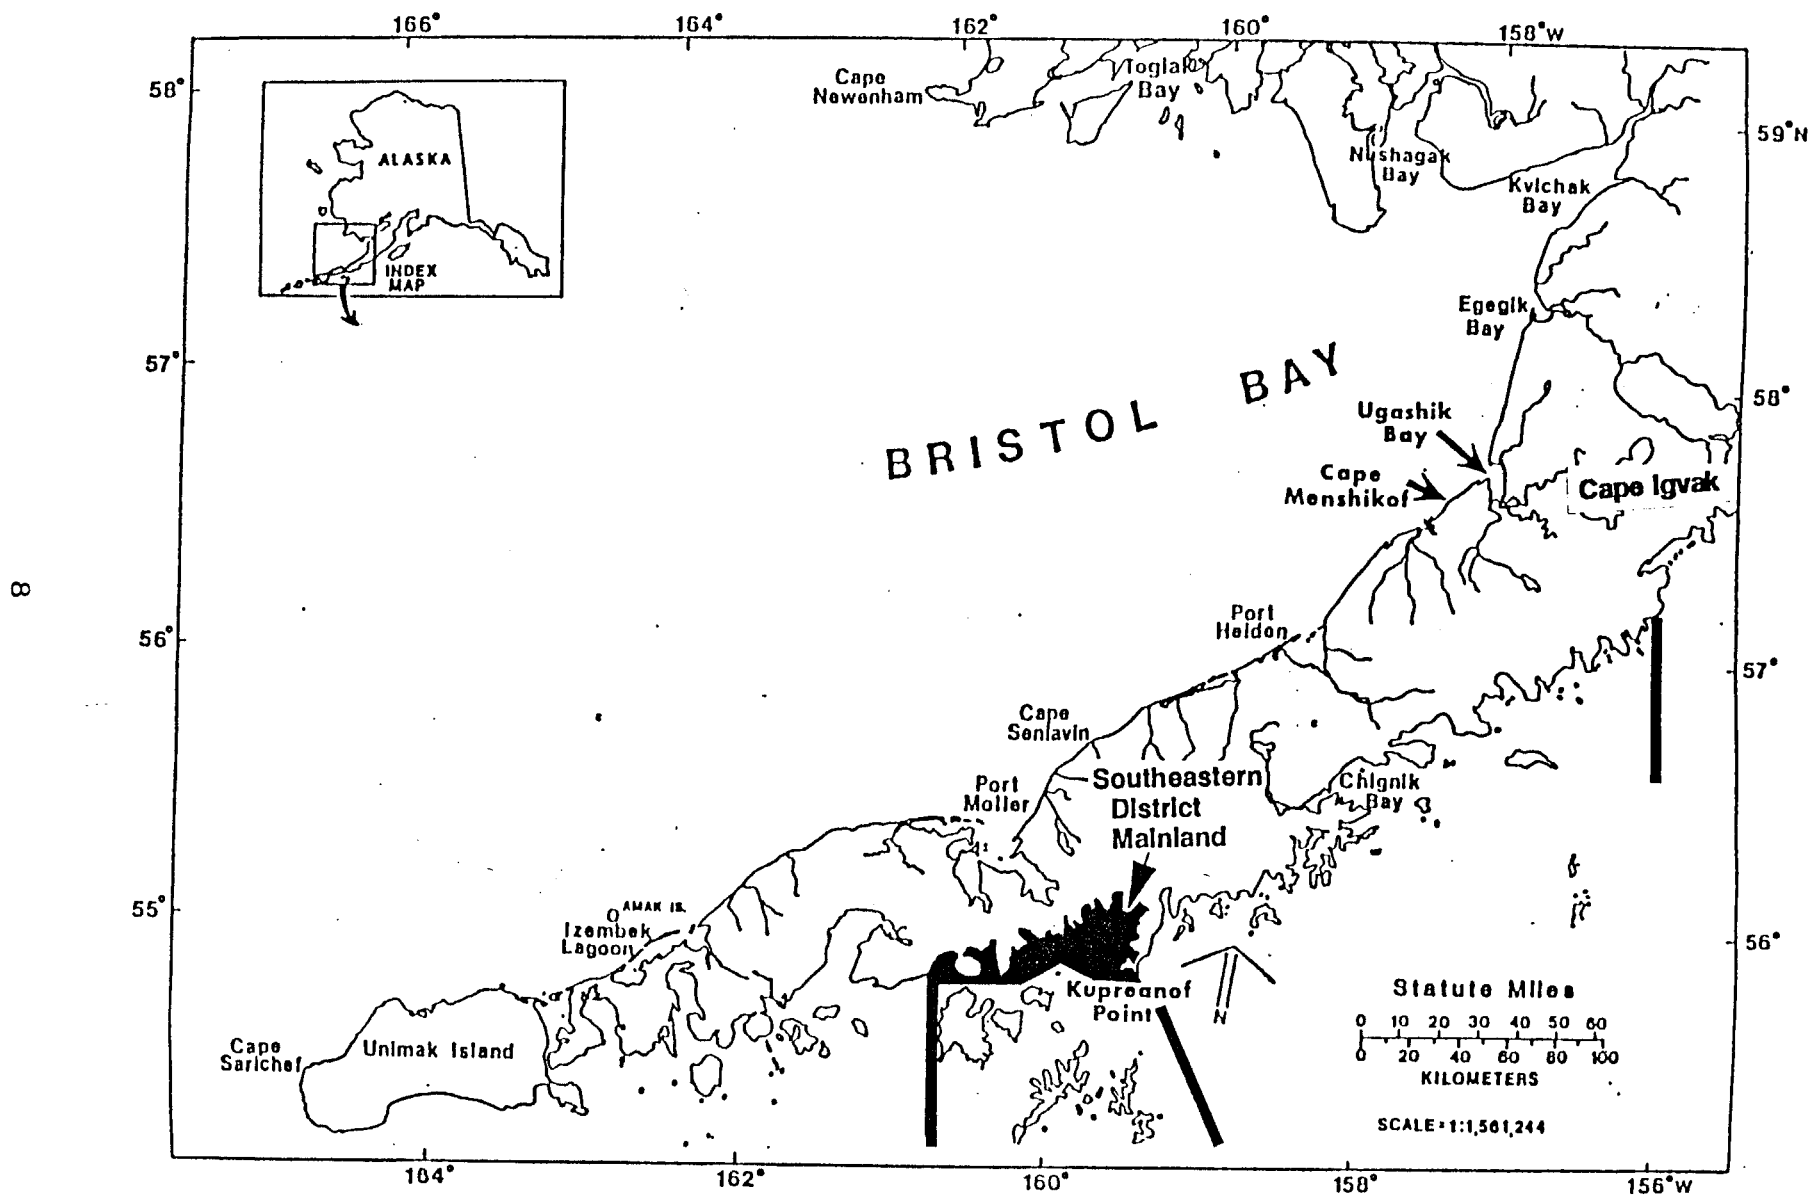 166°
164°
162°
160°
158°W
58°
Cape
Newenham
Togiak
Bay
59°N
ALASKA
Nushagak
Bay
Kvichak
Bay
INDEX
MAP
Egegik
Bay
57°
BRISTOL BAY
58°
Ugashik
Bay
Cape
Menshikof
Cape Igvak
8
Port
Heiden
56°
57°
Cape
Seniavin
Southeastern
District
Mainland
Port
Moller
Chignik
Bay
55°
AMAK IS.
Izembek
Lagoon
56°
Kupreanof
Point
N
Statute Miles
0 10 20 30 40 50 60
0 20 40 60 80 100
KILOMETERS
SCALE = 1:1,561,244
Cape
Sarichef
Unimak Island
164°
162°
160°
158°
156°W